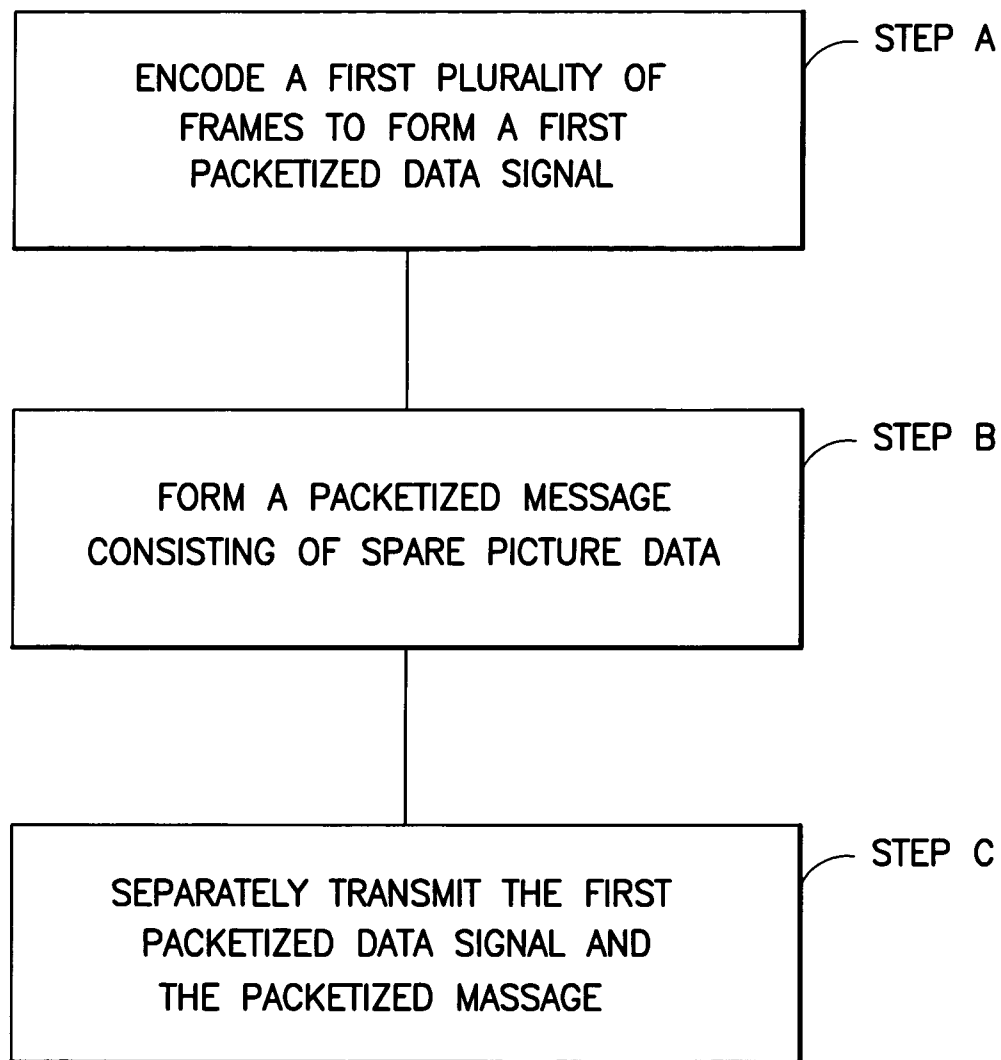 STEP A
ENCODE A FIRST PLURALITY OF
FRAMES TO FORM A FIRST
PACKETIZED DATA SIGNAL
STEP B
FORM A PACKETIZED MESSAGE
CONSISTING OF SPARE PICTURE DATA
STEP C
SEPARATELY TRANSMIT THE FIRST
PACKETIZED DATA SIGNAL AND
THE PACKETIZED MASSAGE